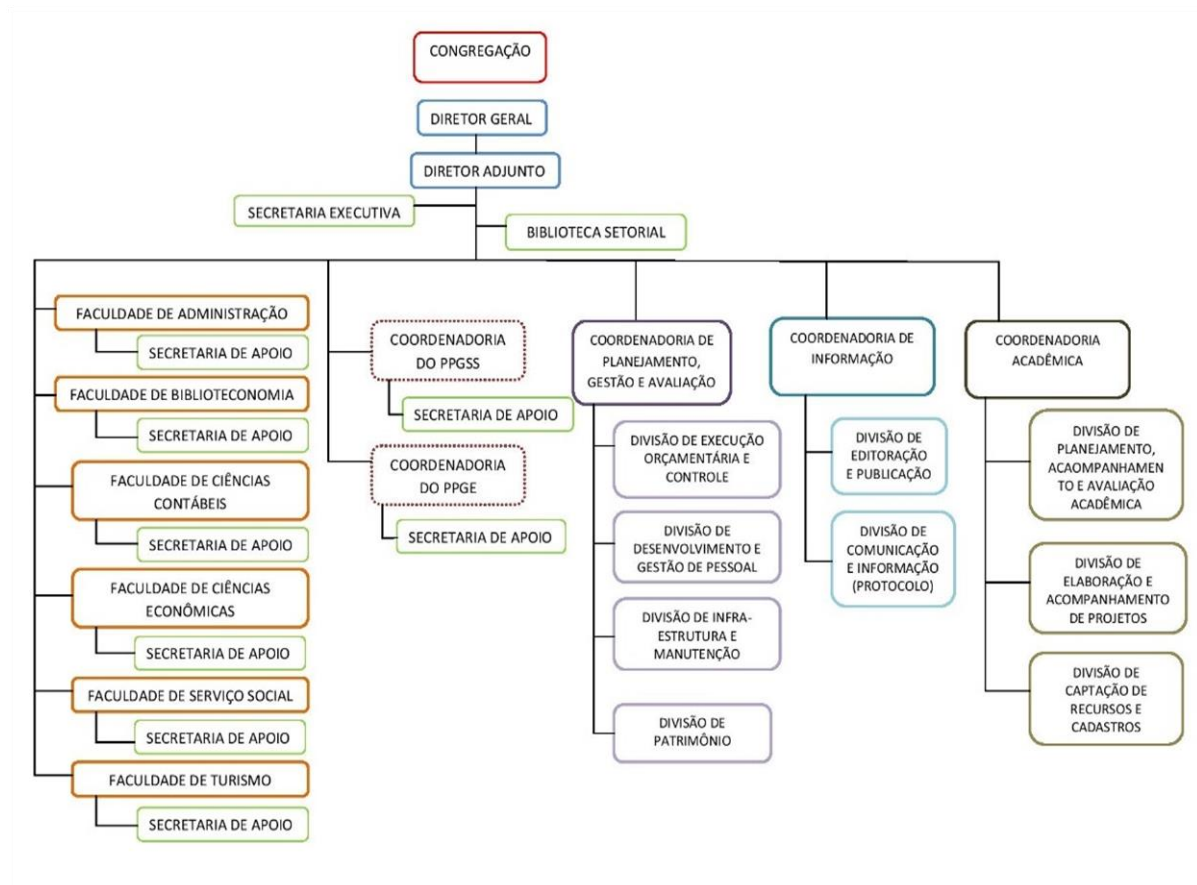 CONGREGAÇÃO
DIRETOR GERAL
DIRETOR ADJUNTO
SECRETARIA EXECUTIVA
BIBLIOTECA SETORIAL
FACULDADE DE ADMINISTRAÇÃO
SECRETARIA DE APOIO
FACULDADE DE BIBLIOTECONOMIA
SECRETARIA DE APOIO
FACULDADE DE CIÊNCIAS
CONTÁBEIS
SECRETARIA DE APOIO
FACULDADE DE CIÊNCIAS
ECONÔMICAS
SECRETARIA DE APOIO
FACULDADE DE SERVIÇO SOCIAL
SECRETARIA DE APOIO
FACULDADE DE TURISMO
SECRETARIA DE APOIO
COORDENADORIA
DO PPGSS
SECRETARIA DE APOIO
COORDENADORIA
DO PPGE
SECRETARIA DE APOIO
COORDENADORIA DE
PLANEJAMENTO,
GESTÃO E AVALIAÇÃO
DIVISÃO DE EXECUÇÃO
ORÇAMENTÁRIA E
CONTROLE
DIVISÃO DE
DESENVOLVIMENTO E
GESTÃO DE PESSOAL
DIVISÃO DE INFRA-
ESTRUTURA E
MANUTENÇÃO
DIVISÃO DE
PATRIMÔNIO
COORDENADORIA DE
INFORMAÇÃO
DIVISÃO DE
EDITORAÇÃO
E PUBLICAÇÃO
DIVISÃO DE
COMUNICAÇÃO
E INFORMAÇÃO
(PROTOCOLO)
COORDENADORIA
ACADÊMICA
DIVISÃO DE
PLANEJAMENTO,
ACAOMPANHAMEN
TO E AVALIAÇÃO
ACADÊMICA
DIVISÃO DE
ELABORAÇÃO E
ACOMPANHAMENTO
DE PROJETOS
DIVISÃO DE
CAPTAÇÃO DE
RECURSOS E
CADASTROS